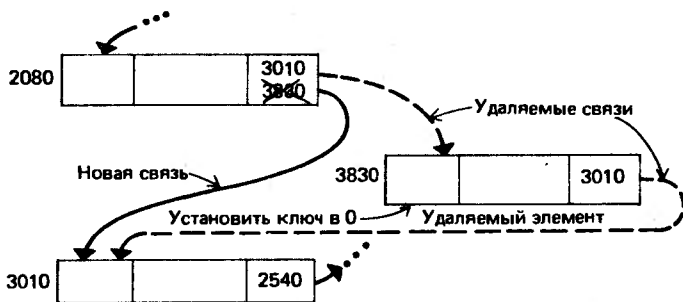 2080
3010
3830
Удаляемые связи
Новая связь
3830
3010
Установить ключ в 0
Удаляемый элемент
3010
2540